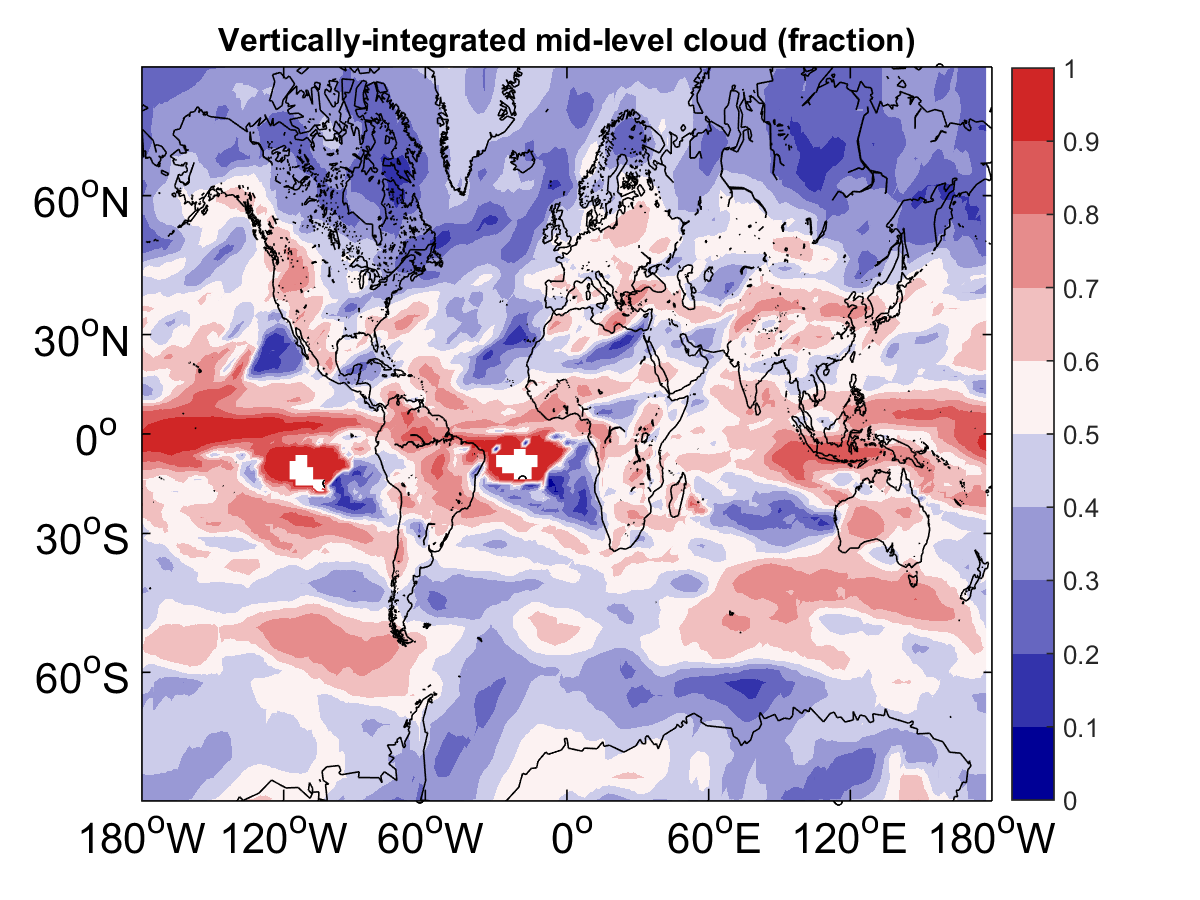 Vertically-integrated mid-level cloud (fraction)
60°N
30°N
0°
30°S
60°S
180°W 120°W 60°W 0° 60°E 120°E 180°W
1
0.9
0.8
0.7
0.6
0.5
0.4
0.3
0.2
0.1
0